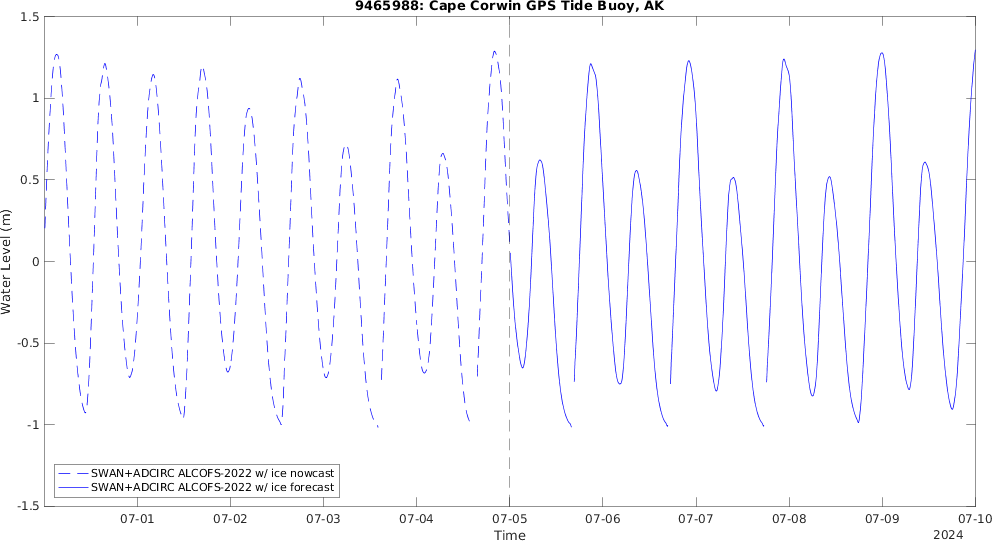 9465988: Cape Corwin GPS Tide Buoy, AK
1.5
1
0.5
0
-0.5
-1
-1.5
Water Level (m)
SWAN+ADCIRC ALCOFS-2022 w/ ice nowcast
SWAN+ADCIRC ALCOFS-2022 w/ ice forecast
07-01 07-02 07-03 07-04 07-05 07-06 07-07 07-08 07-09 07-10
Time
2024